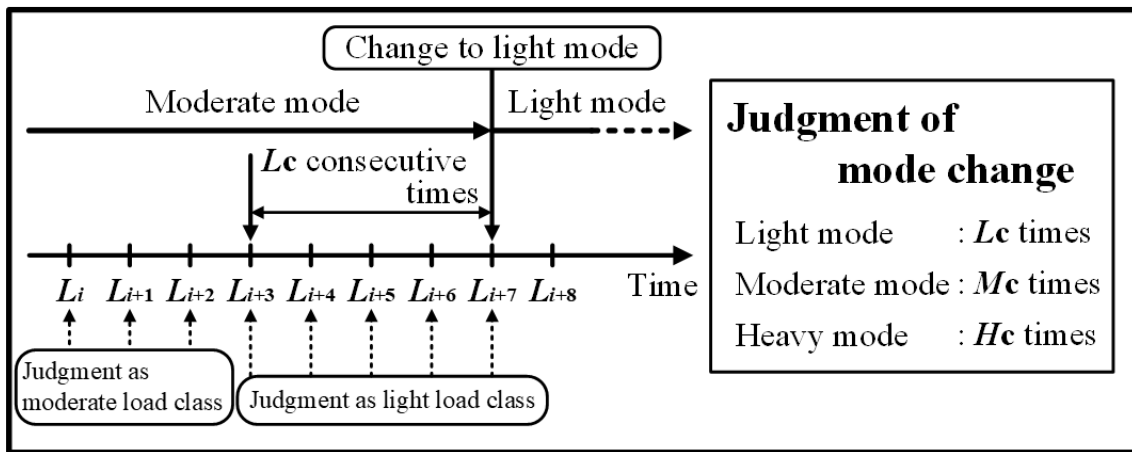 Change to light mode
Moderate mode
Light mode
Lc consecutive
times
Li
Li+1
Li+2
Li+3
Li+4
Li+5
Li+6
Li+7
Li+8
Time
Judgment as
moderate load class
Judgment as light load class
Judgment of
mode change
Light mode : Lc times
Moderate mode : Mc times
Heavy mode : Hc times